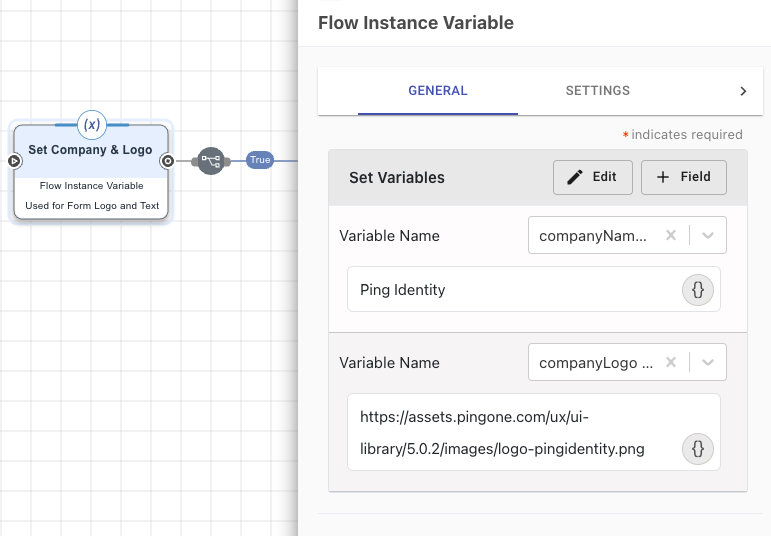 Flow Instance Variable
GENERAL
SETTINGS
* indicates required
(x)
Set Company & Logo
Flow Instance Variable
Used for Form Logo and Text
True
Set Variables
Edit
+ Field
Variable Name
companyNam...
Ping Identity
{}
Variable Name
companyLogo ...
https://assets.pingone.com/ux/ui-
library/5.0.2/images/logo-pingidentity.png
{}